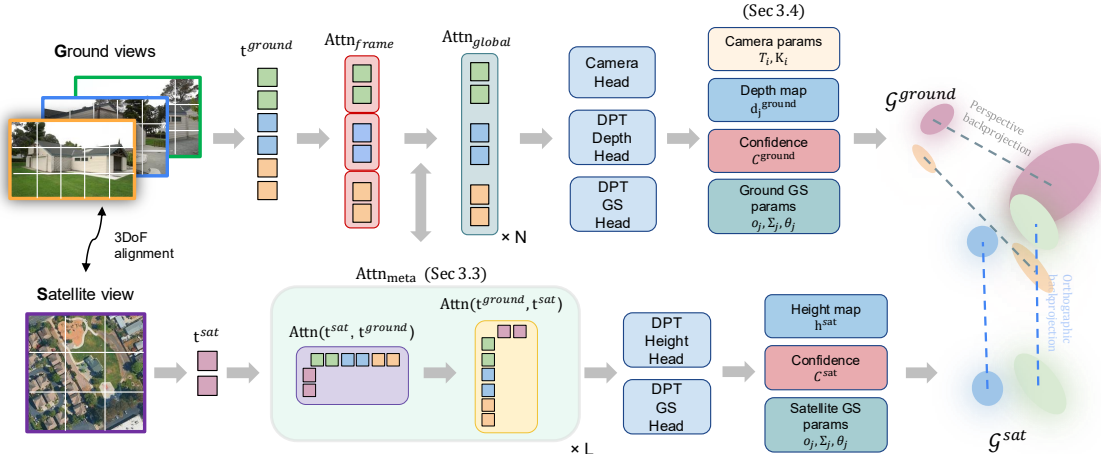 (Sec 3.4)
Ground views
t^ground
Attn_frame
Attn_global
Camera
Head
DPT
Depth
Head
DPT
GS
Head
× N
Camera params
T_i, K_i
Depth map
d_j^ground
Confidence
C^ground
Ground GS
params
o_j, Σ_j, θ_j
𝒢^ground
Perspective
backprojection
3DoF
alignment
Satellite view
t^sat
Attn_meta (Sec 3.3)
Attn(t^sat, t^ground)
Attn(t^ground, t^sat)
× L
DPT
Height
Head
DPT
GS
Head
Height map
h^sat
Confidence
C^sat
Satellite GS
params
o_j, Σ_j, θ_j
Orthographic
backprojection
𝒢^sat